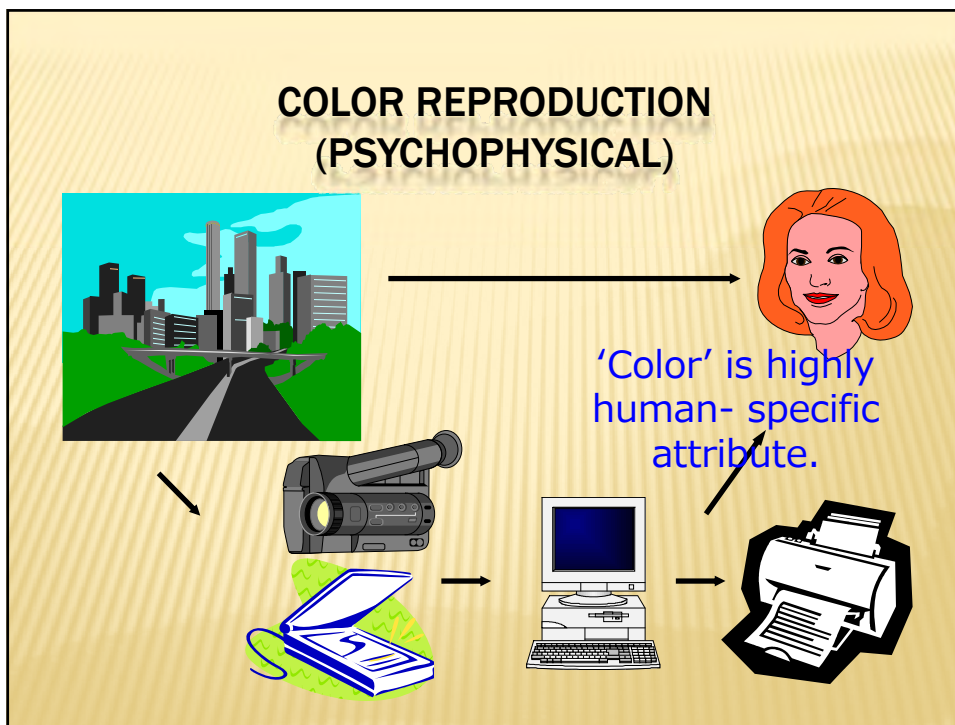 COLOR REPRODUCTION
(PSYCHOPHYSICAL)
‘Color’ is highly
human- specific
attribute.